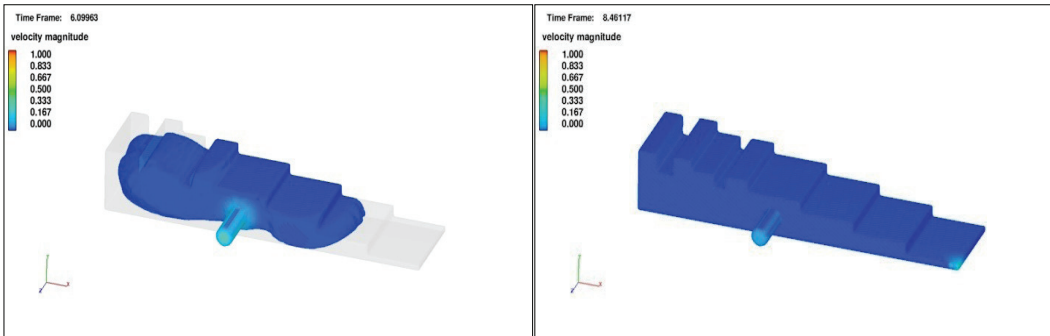 Time Frame: 6.09963
velocity magnitude
1.000
0.833
0.667
0.500
0.333
0.167
0.000
Y
X
Z
Time Frame: 8.46117
velocity magnitude
1.000
0.833
0.667
0.500
0.333
0.167
0.000
Y
X
Z